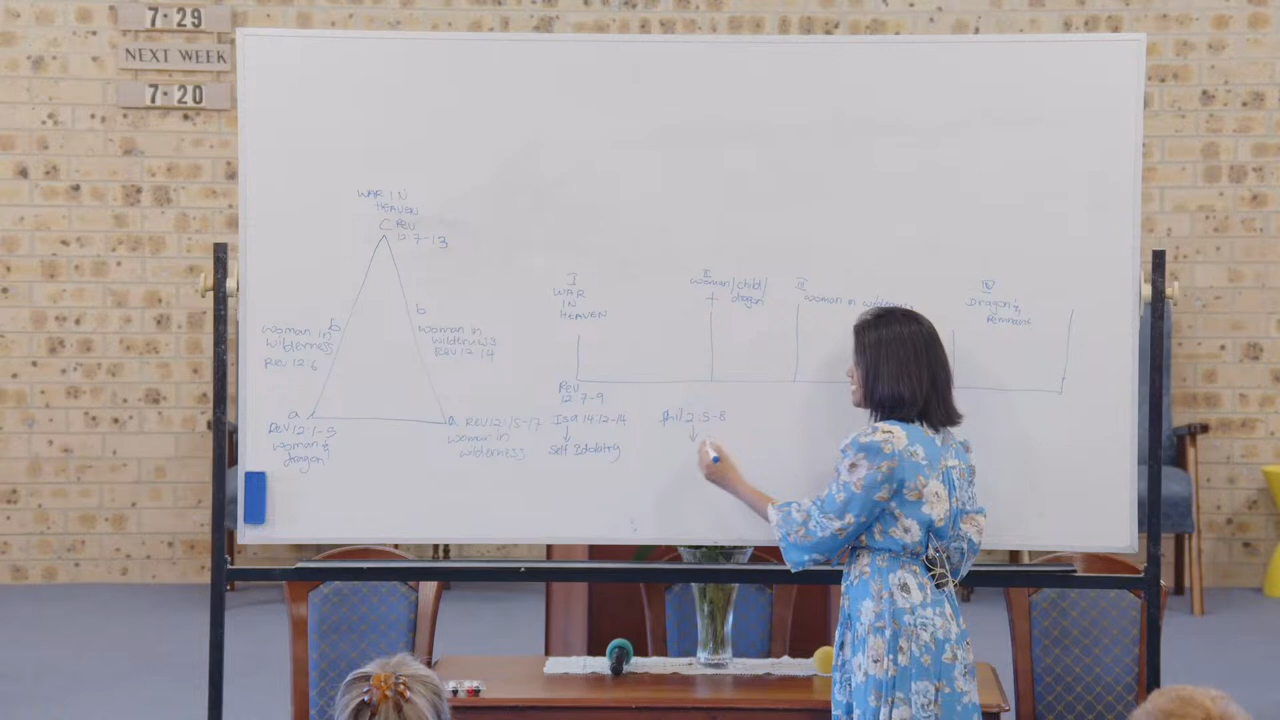 7-29
NEXT WEEK
7-20
WAR IN
HEAVEN
C Rev
12:7-13
b
woman in
wilderness
Rev 12:6
b
woman in
wilderness
Rev 12:14
a
Rev 12:1-5
woman &
dragon
a Rev 12:15-17
woman in
wilderness
I
WAR
IN
HEAVEN
II
woman/child/
dragon
III
woman in wilderness
IV
Dragon &
Remnant
Rev
12:7-9
Isa 14:12-14
Self Idolatry
Phil 2:5-8